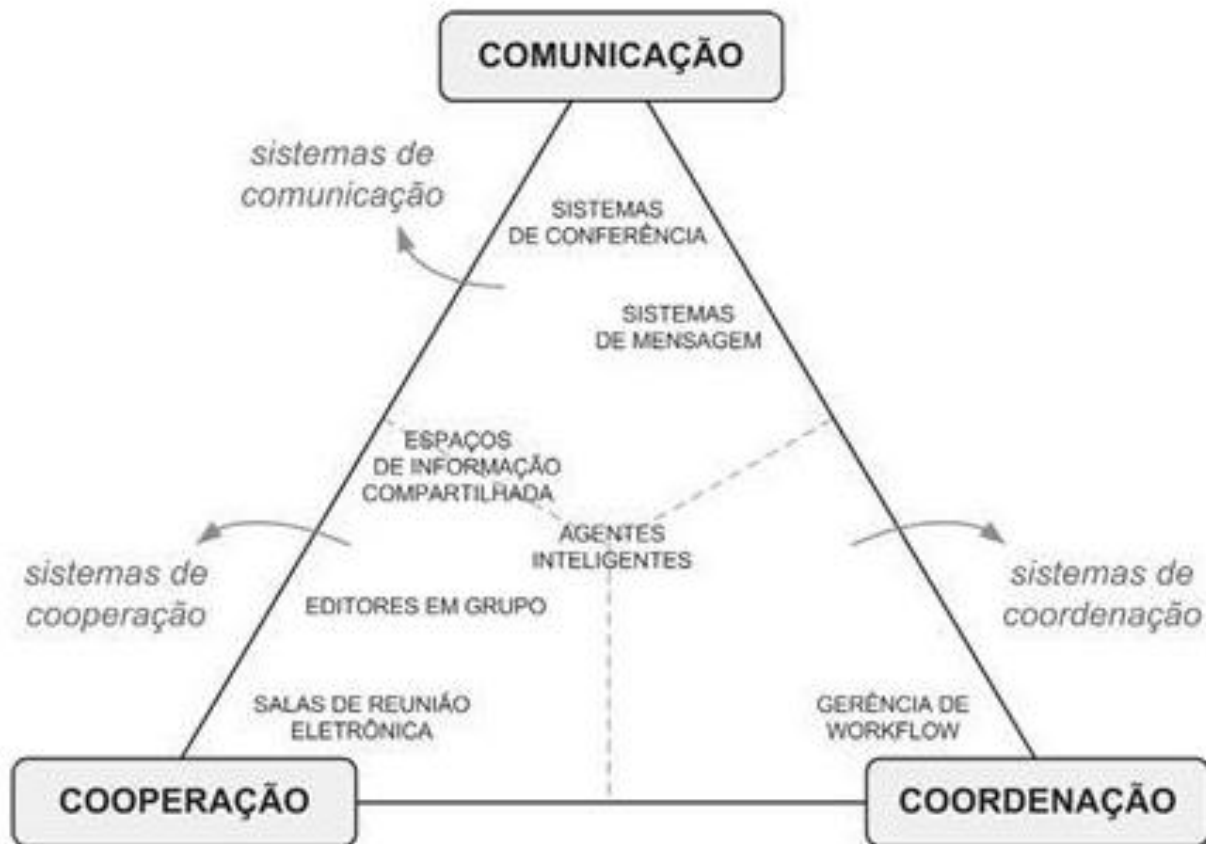 COMUNICAÇÃO
sistemas de
comunicação
SISTEMAS
DE CONFERÊNCIA
SISTEMAS
DE MENSAGEM
ESPAÇOS
DE INFORMAÇÃO
COMPARTILHADA
AGENTES
INTELIGENTES
sistemas de
cooperação
sistemas de
coordenação
EDITORES EM GRUPO
SALAS DE REUNIÃO
ELETRÔNICA
GERÊNCIA DE
WORKFLOW
COOPERAÇÃO
COORDENAÇÃO